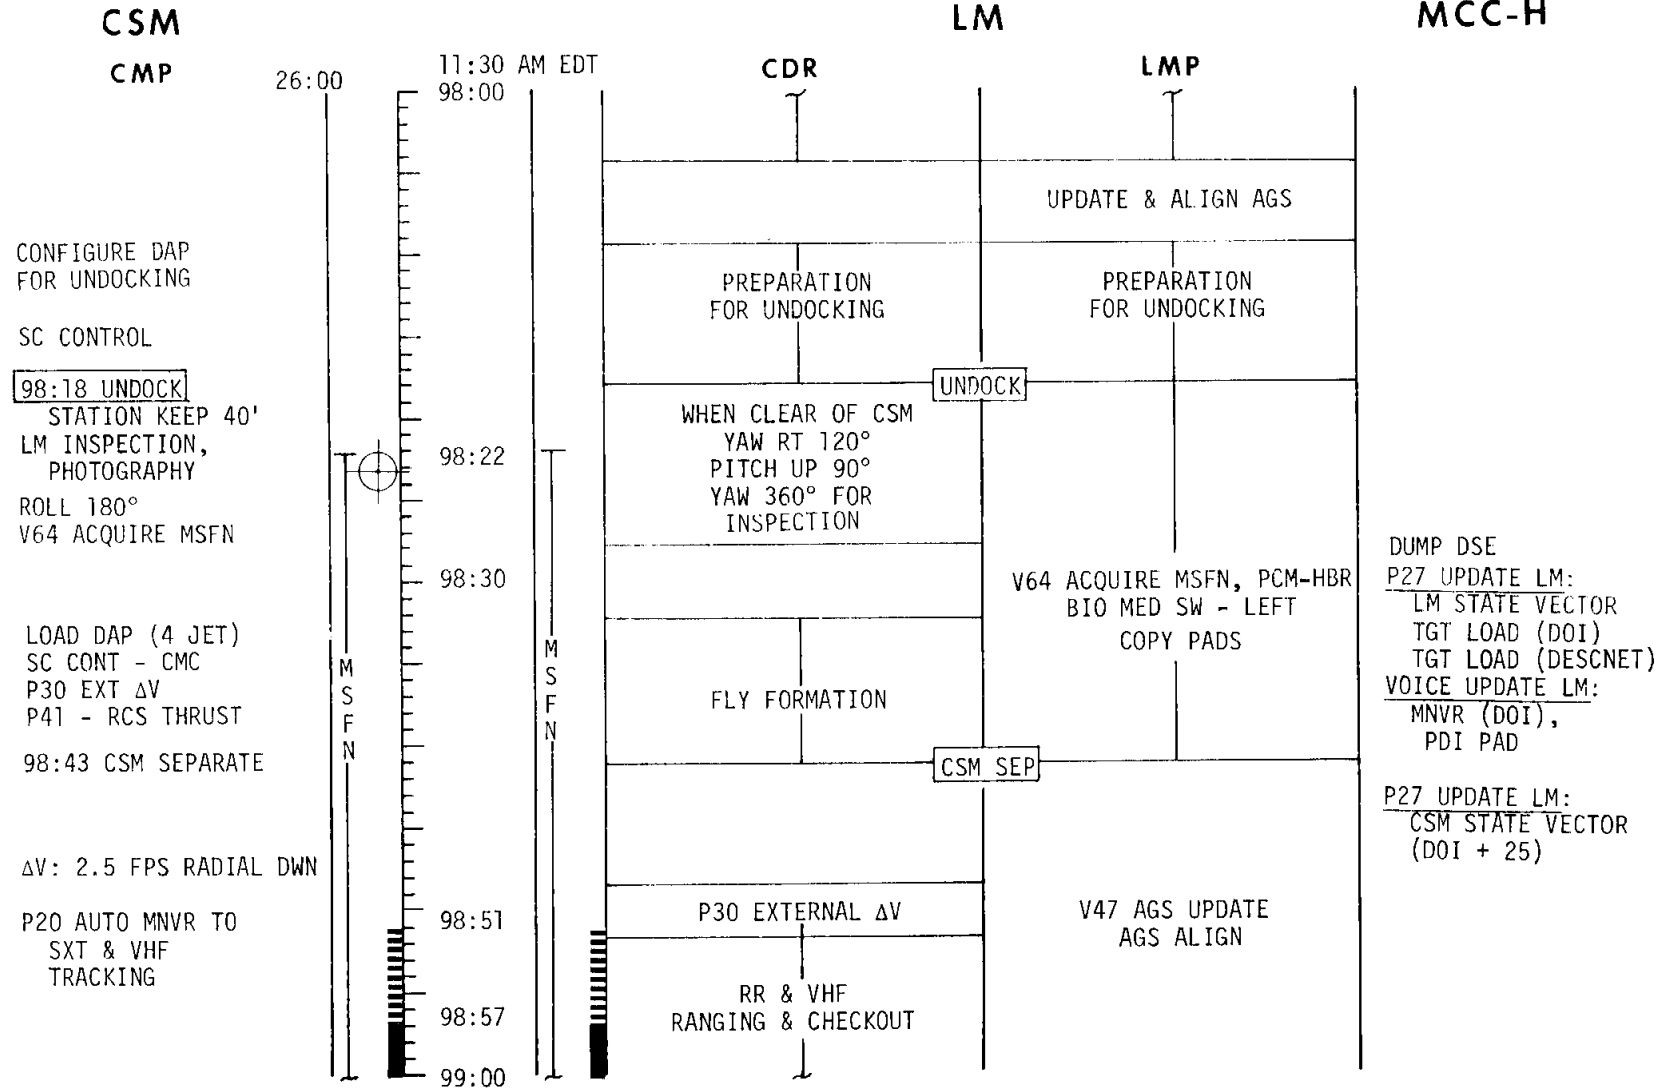 CSM
LM
MCC-H
CMP
26:00
11:30 AM EDT
98:00
CDR
LMP
UPDATE & ALIGN AGS
CONFIGURE DAP
FOR UNDOCKING
PREPARATION
FOR UNDOCKING
PREPARATION
FOR UNDOCKING
SC CONTROL
98:18 UNDOCK
STATION KEEP 40'
LM INSPECTION,
PHOTOGRAPHY
ROLL 180°
V64 ACQUIRE MSFN
UNDOCK
98:22
WHEN CLEAR OF CSM
YAW RT 120°
PITCH UP 90°
YAW 360° FOR
INSPECTION
98:30
V64 ACQUIRE MSFN, PCM-HBR
BIO MED SW - LEFT
COPY PADS
DUMP DSE
P27 UPDATE LM:
LM STATE VECTOR
TGT LOAD (DOI)
TGT LOAD (DESCNET)
VOICE UPDATE LM:
MNVR (DOI),
PDI PAD
LOAD DAP (4 JET)
SC CONT - CMC
P30 EXT ΔV
P41 - RCS THRUST
MSFN
MSFN
FLY FORMATION
98:43 CSM SEPARATE
CSM SEP
P27 UPDATE LM:
CSM STATE VECTOR
(DOI + 25)
ΔV: 2.5 FPS RADIAL DWN
P20 AUTO MNVR TO
SXT & VHF
TRACKING
98:51
P30 EXTERNAL ΔV
V47 AGS UPDATE
AGS ALIGN
98:57
RR & VHF
RANGING & CHECKOUT
99:00